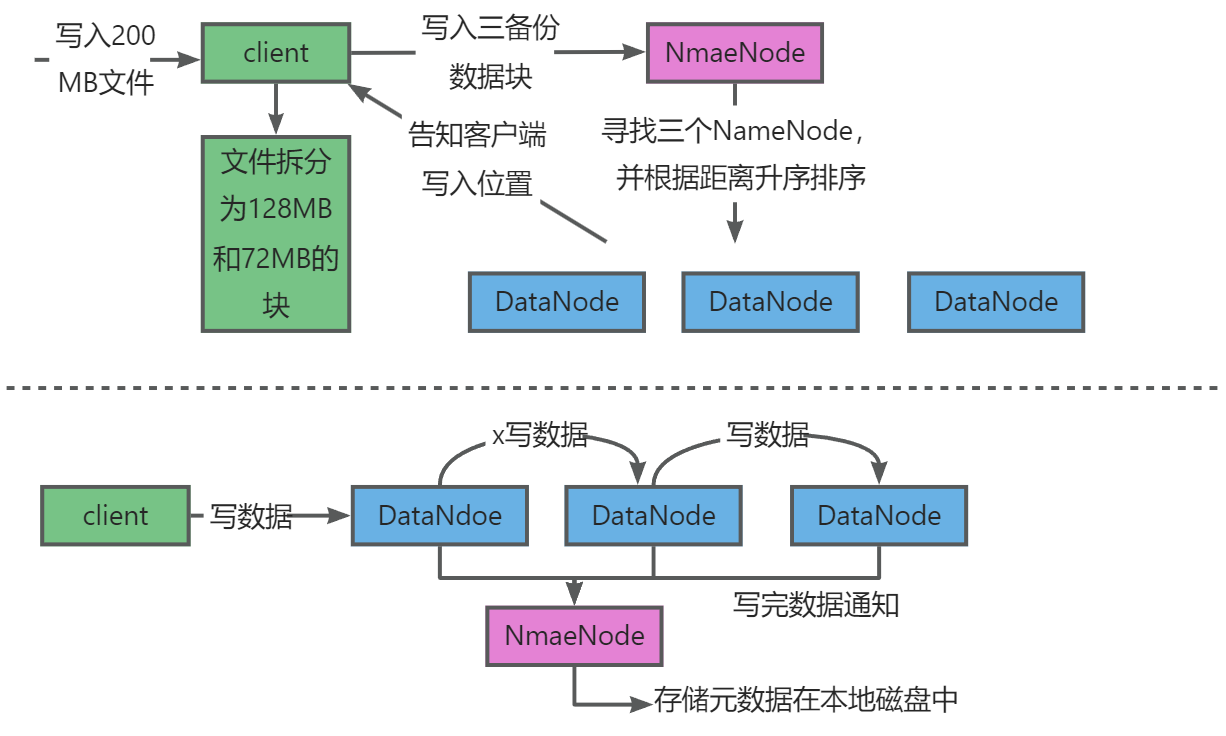 写入200
MB文件
client
写入三备份
数据块
NmaeNode
告知客户端
写入位置
寻找三个NameNode，
并根据距离升序排序
文件拆分
为128MB
和72MB的
块
DataNode
DataNode
DataNode
x写数据
写数据
client
写数据
DataNdoe
DataNode
DataNode
写完数据通知
NmaeNode
存储元数据在本地磁盘中